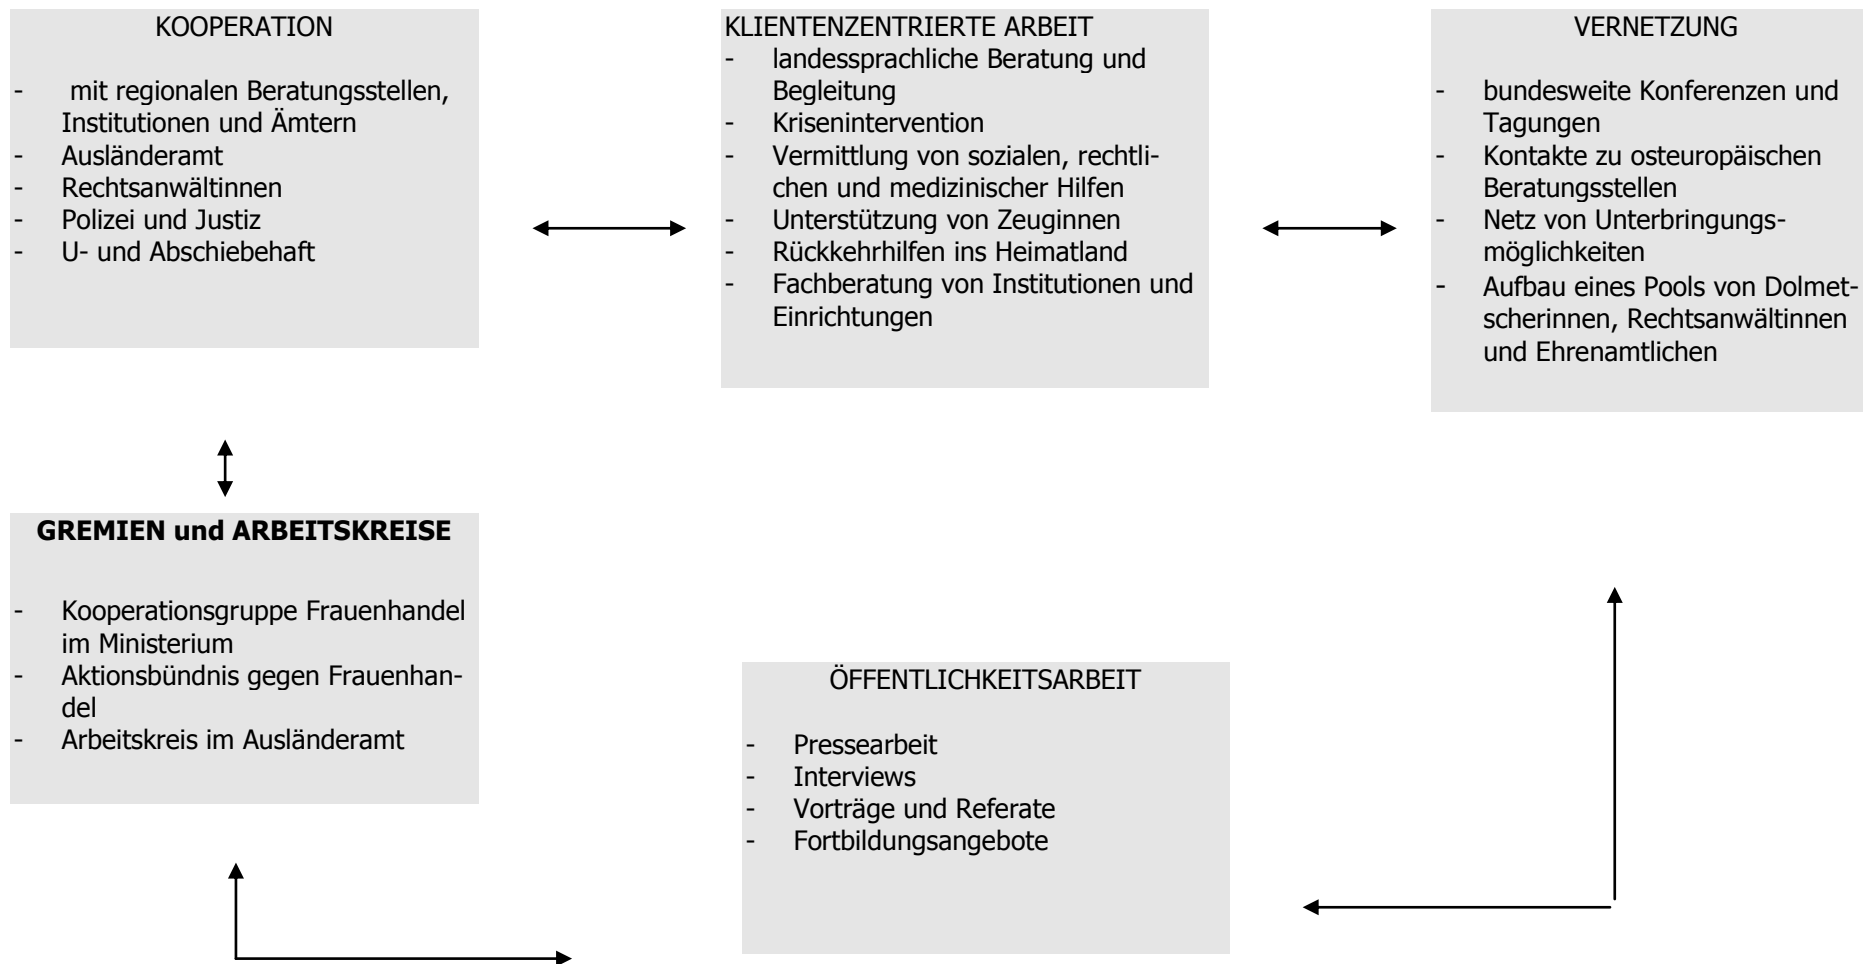 KOOPERATION
-  mit regionalen Beratungsstellen,
Institutionen und Ämtern
- Ausländeramt
- Rechtsanwältinnen
- Polizei und Justiz
- U- und Abschiebehaft
KLIENTENZENTRIERTE ARBEIT
- landessprachliche Beratung und
Begleitung
- Krisenintervention
- Vermittlung von sozialen, rechtli-
chen und medizinischer Hilfen
- Unterstützung von Zeuginnen
- Rückkehrhilfen ins Heimatland
- Fachberatung von Institutionen und
Einrichtungen
VERNETZUNG
- bundesweite Konferenzen und
Tagungen
- Kontakte zu osteuropäischen
Beratungsstellen
- Netz von Unterbringungs-
möglichkeiten
- Aufbau eines Pools von Dolmet-
scherinnen, Rechtsanwältinnen
und Ehrenamtlichen
GREMIEN und ARBEITSKREISE
- Kooperationsgruppe Frauenhandel
im Ministerium
- Aktionsbündnis gegen Frauenhan-
del
- Arbeitskreis im Ausländeramt
ÖFFENTLICHKEITSARBEIT
- Pressearbeit
- Interviews
- Vorträge und Referate
- Fortbildungsangebote